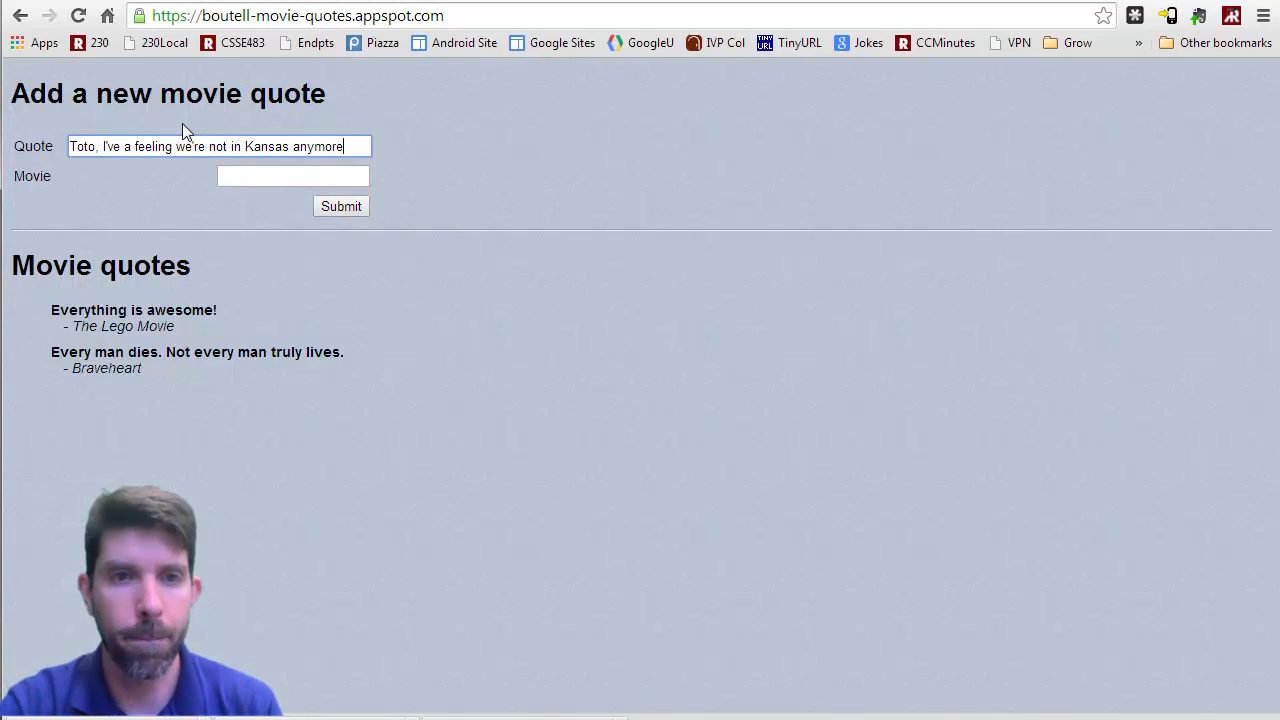 https://boutell-movie-quotes.appspot.com
Apps 230 230Local CSSE483 Endpts Piazza Android Site Google Sites GoogleU IVP Col TinyURL Jokes CCMinutes VPN Grow » Other bookmarks
Add a new movie quote
Quote Toto, I've a feeling we're not in Kansas anymore
Movie
Submit
Movie quotes
Everything is awesome!
- The Lego Movie
Every man dies. Not every man truly lives.
- Braveheart